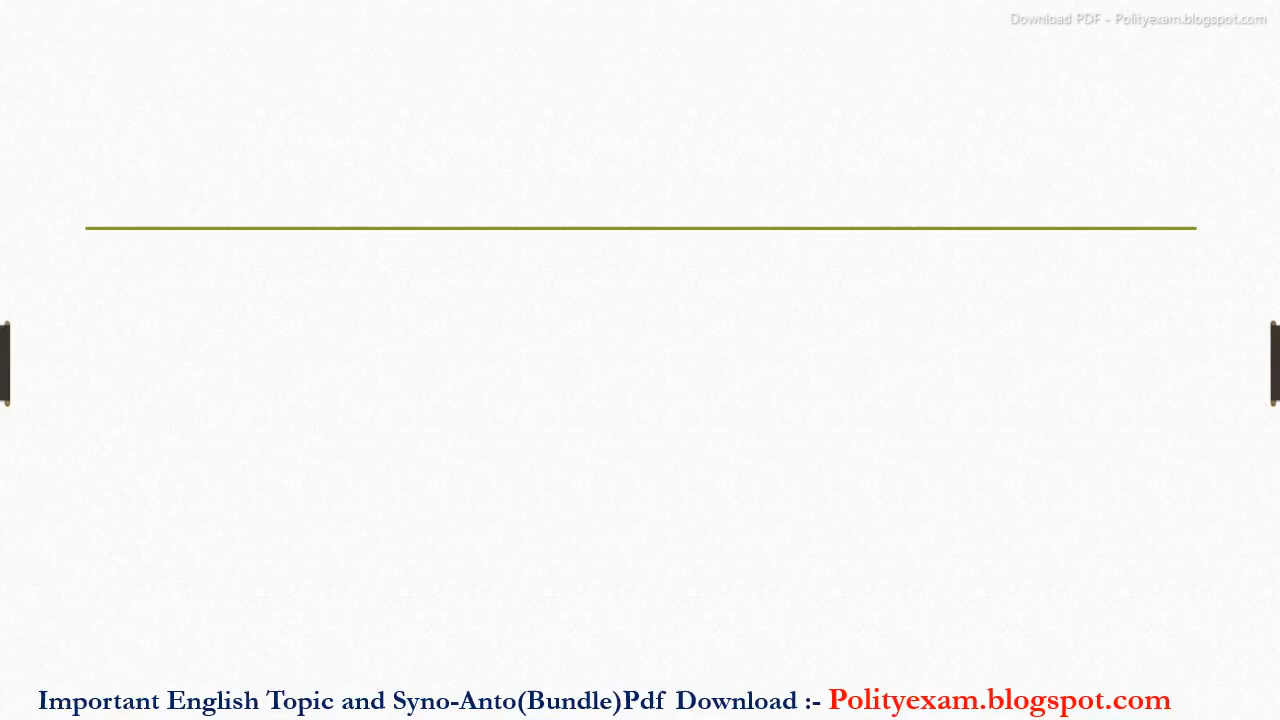 Download PDF - Polityexam.blogspot.com
Important English Topic and Syno-Anto(Bundle)Pdf Download :- Polityexam.blogspot.com